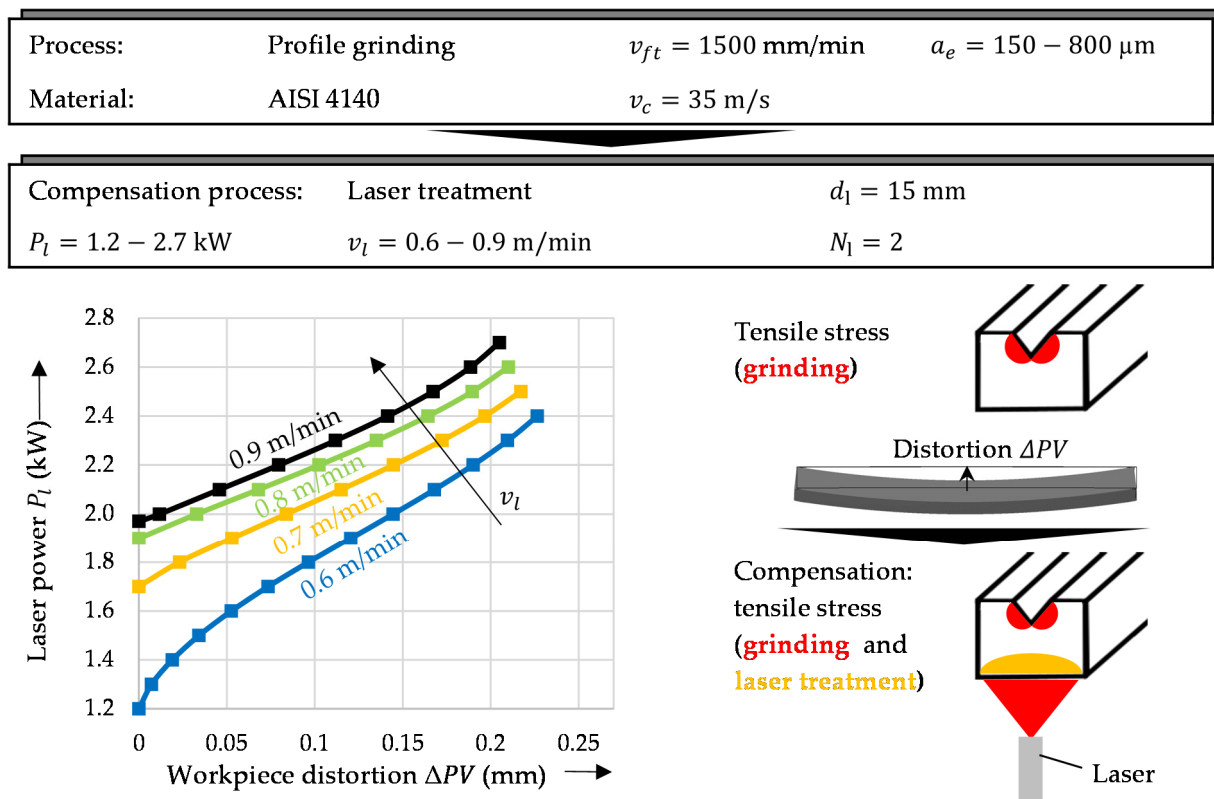 Process: Profile grinding v_ft = 1500 mm/min a_e = 150 – 800 µm
Material: AISI 4140 v_c = 35 m/s
Compensation process: Laser treatment d_l = 15 mm
P_l = 1.2 – 2.7 kW v_l = 0.6 – 0.9 m/min N_l = 2
Laser power P_l (kW)
2.8
2.6
2.4
2.2
2.0
1.8
1.6
1.4
1.2
0 0.05 0.1 0.15 0.2 0.25
Workpiece distortion ΔPV (mm)
0.9 m/min
0.8 m/min
0.7 m/min
0.6 m/min
v_l
Tensile stress
(grinding)
Distortion ΔPV
Compensation:
tensile stress
(grinding and
laser treatment)
Laser